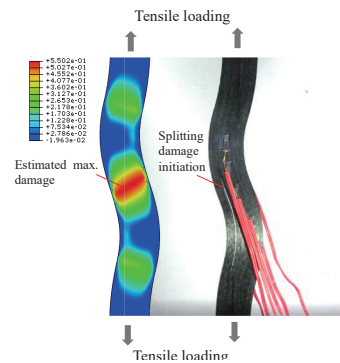 Tensile loading
+5.502e-01
+5.027e-01
+4.552e-01
+4.077e-01
+3.602e-01
+3.127e-01
+2.653e-01
+2.178e-01
+1.703e-01
+1.228e-01
+7.534e-02
+2.786e-02
-1.963e-02
Splitting
damage
initiation
Estimated max.
damage
Tensile loading